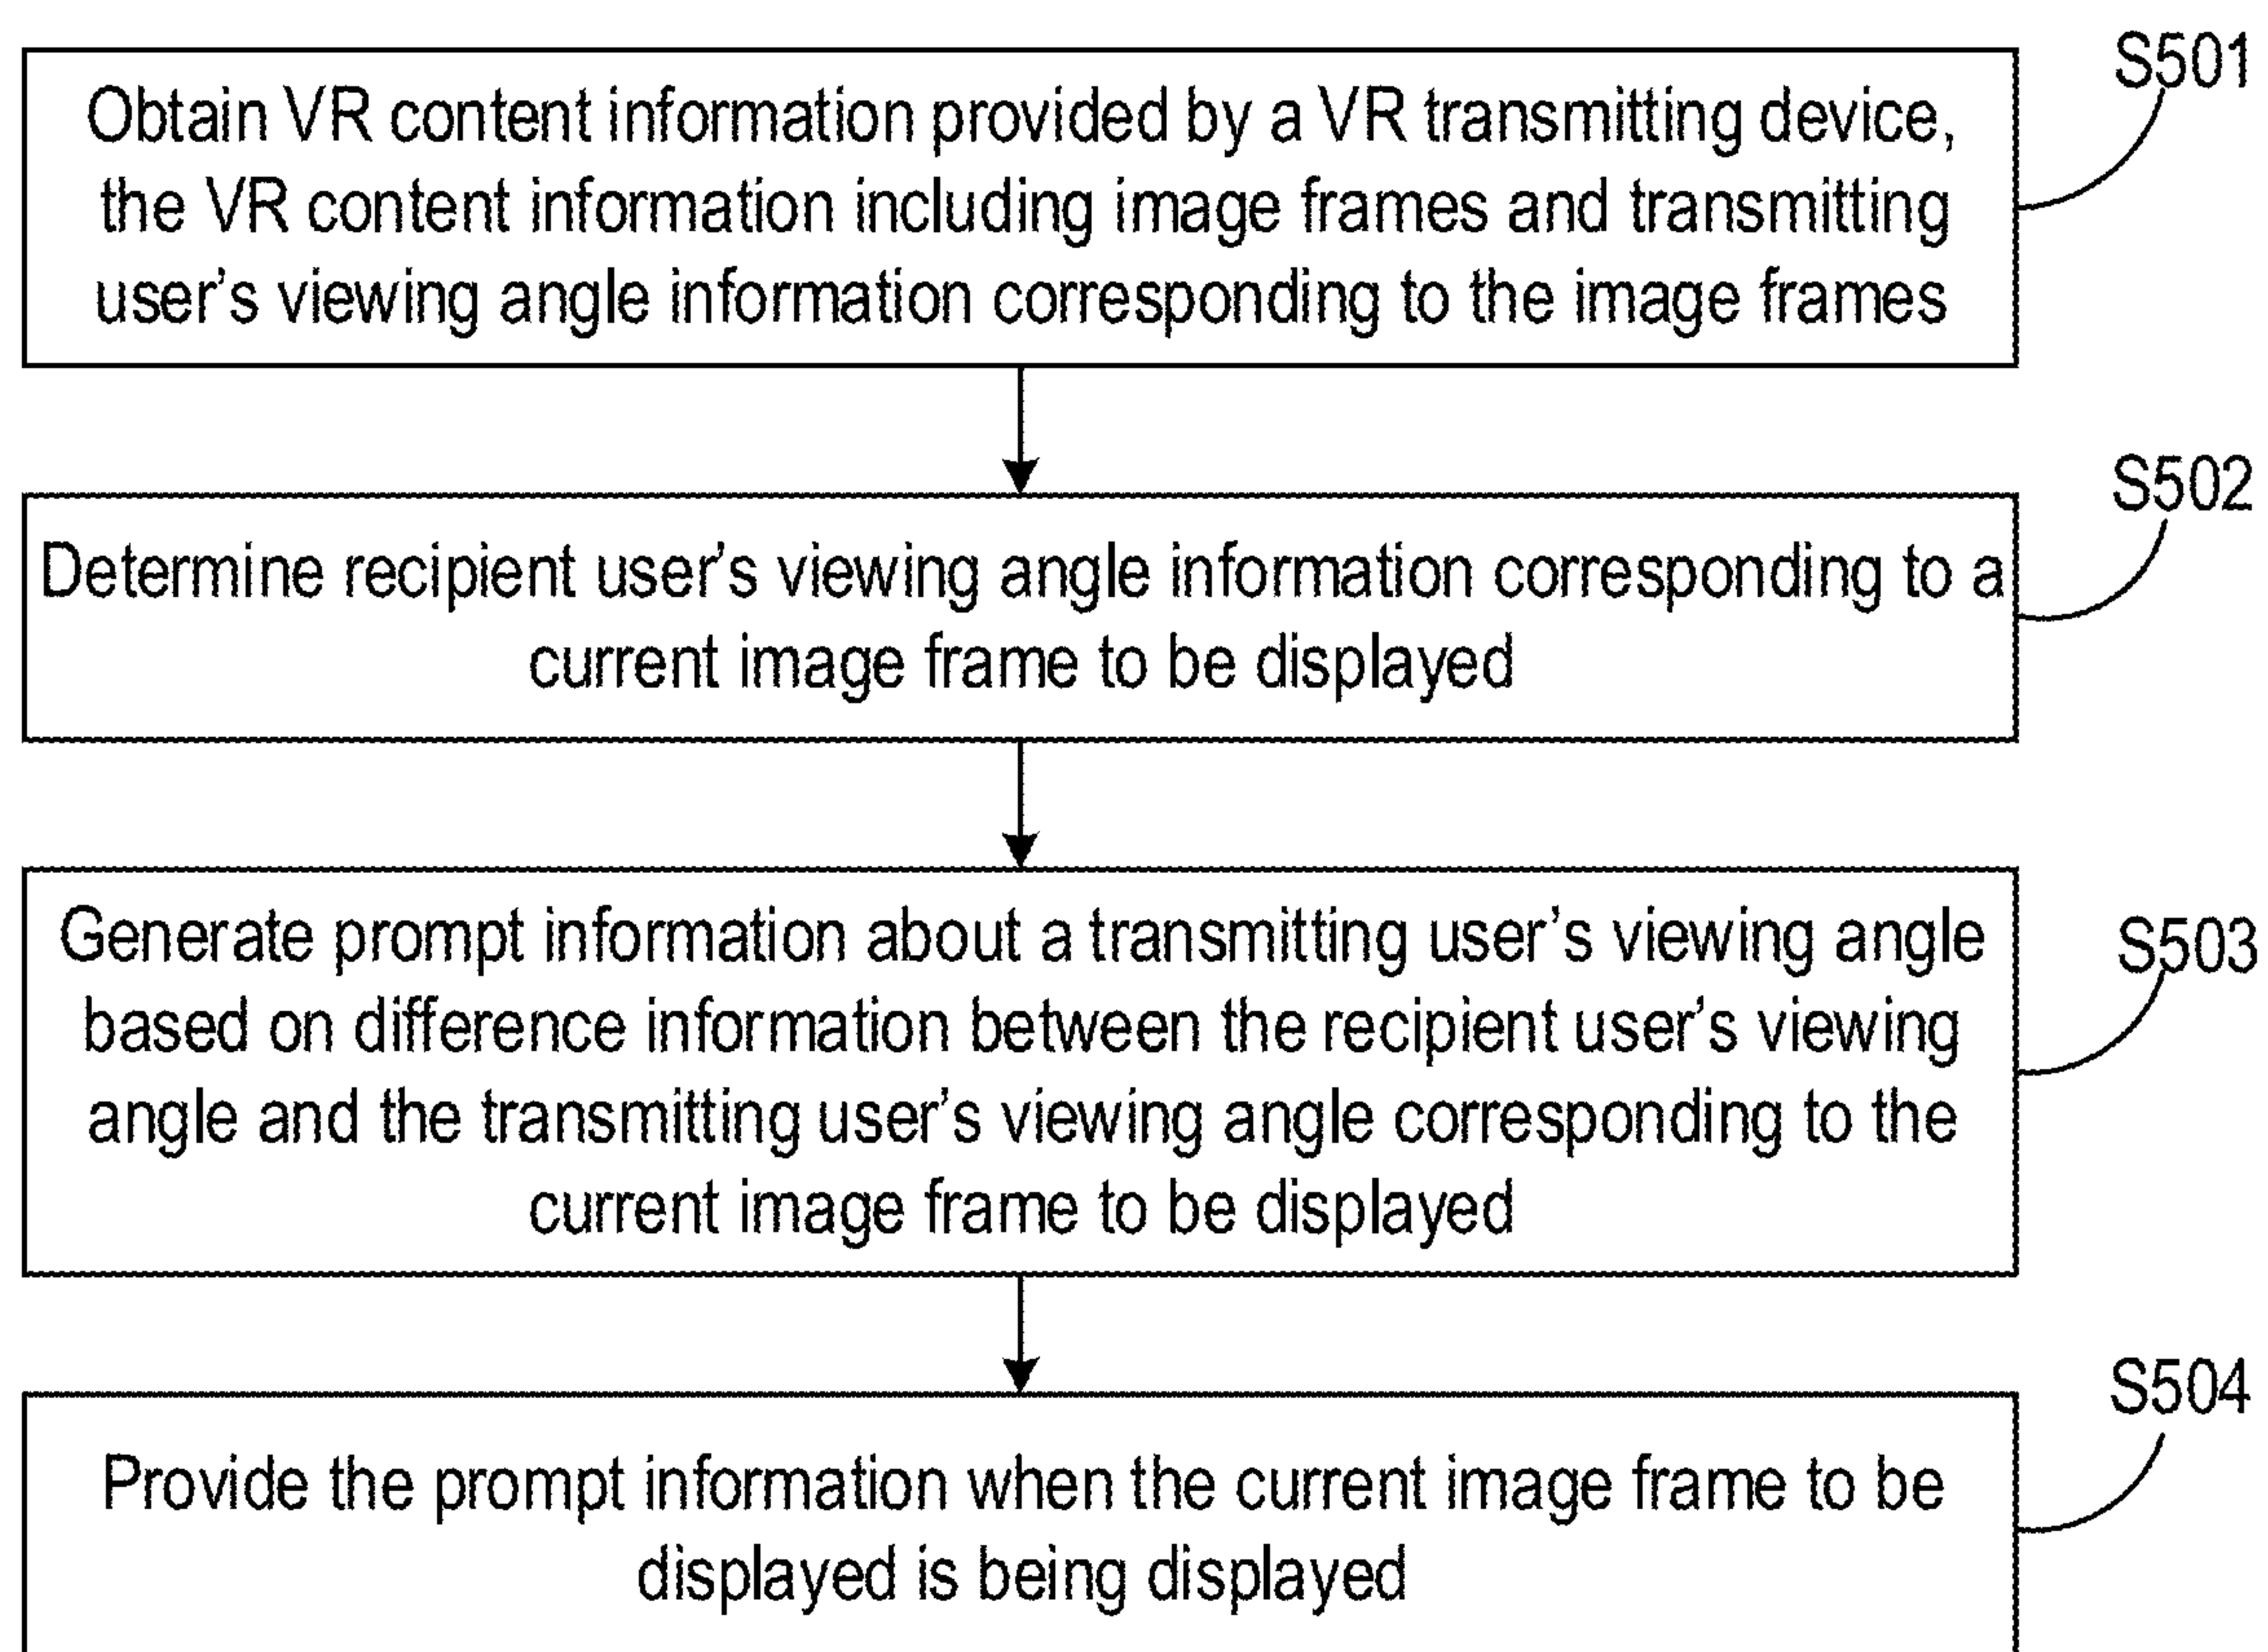 S501
Obtain VR content information provided by a VR transmitting device,
the VR content information including image frames and transmitting
user's viewing angle information corresponding to the image frames
S502
Determine recipient user's viewing angle information corresponding to a
current image frame to be displayed
S503
Generate prompt information about a transmitting user's viewing angle
based on difference information between the recipient user's viewing
angle and the transmitting user's viewing angle corresponding to the
current image frame to be displayed
S504
Provide the prompt information when the current image frame to be
displayed is being displayed